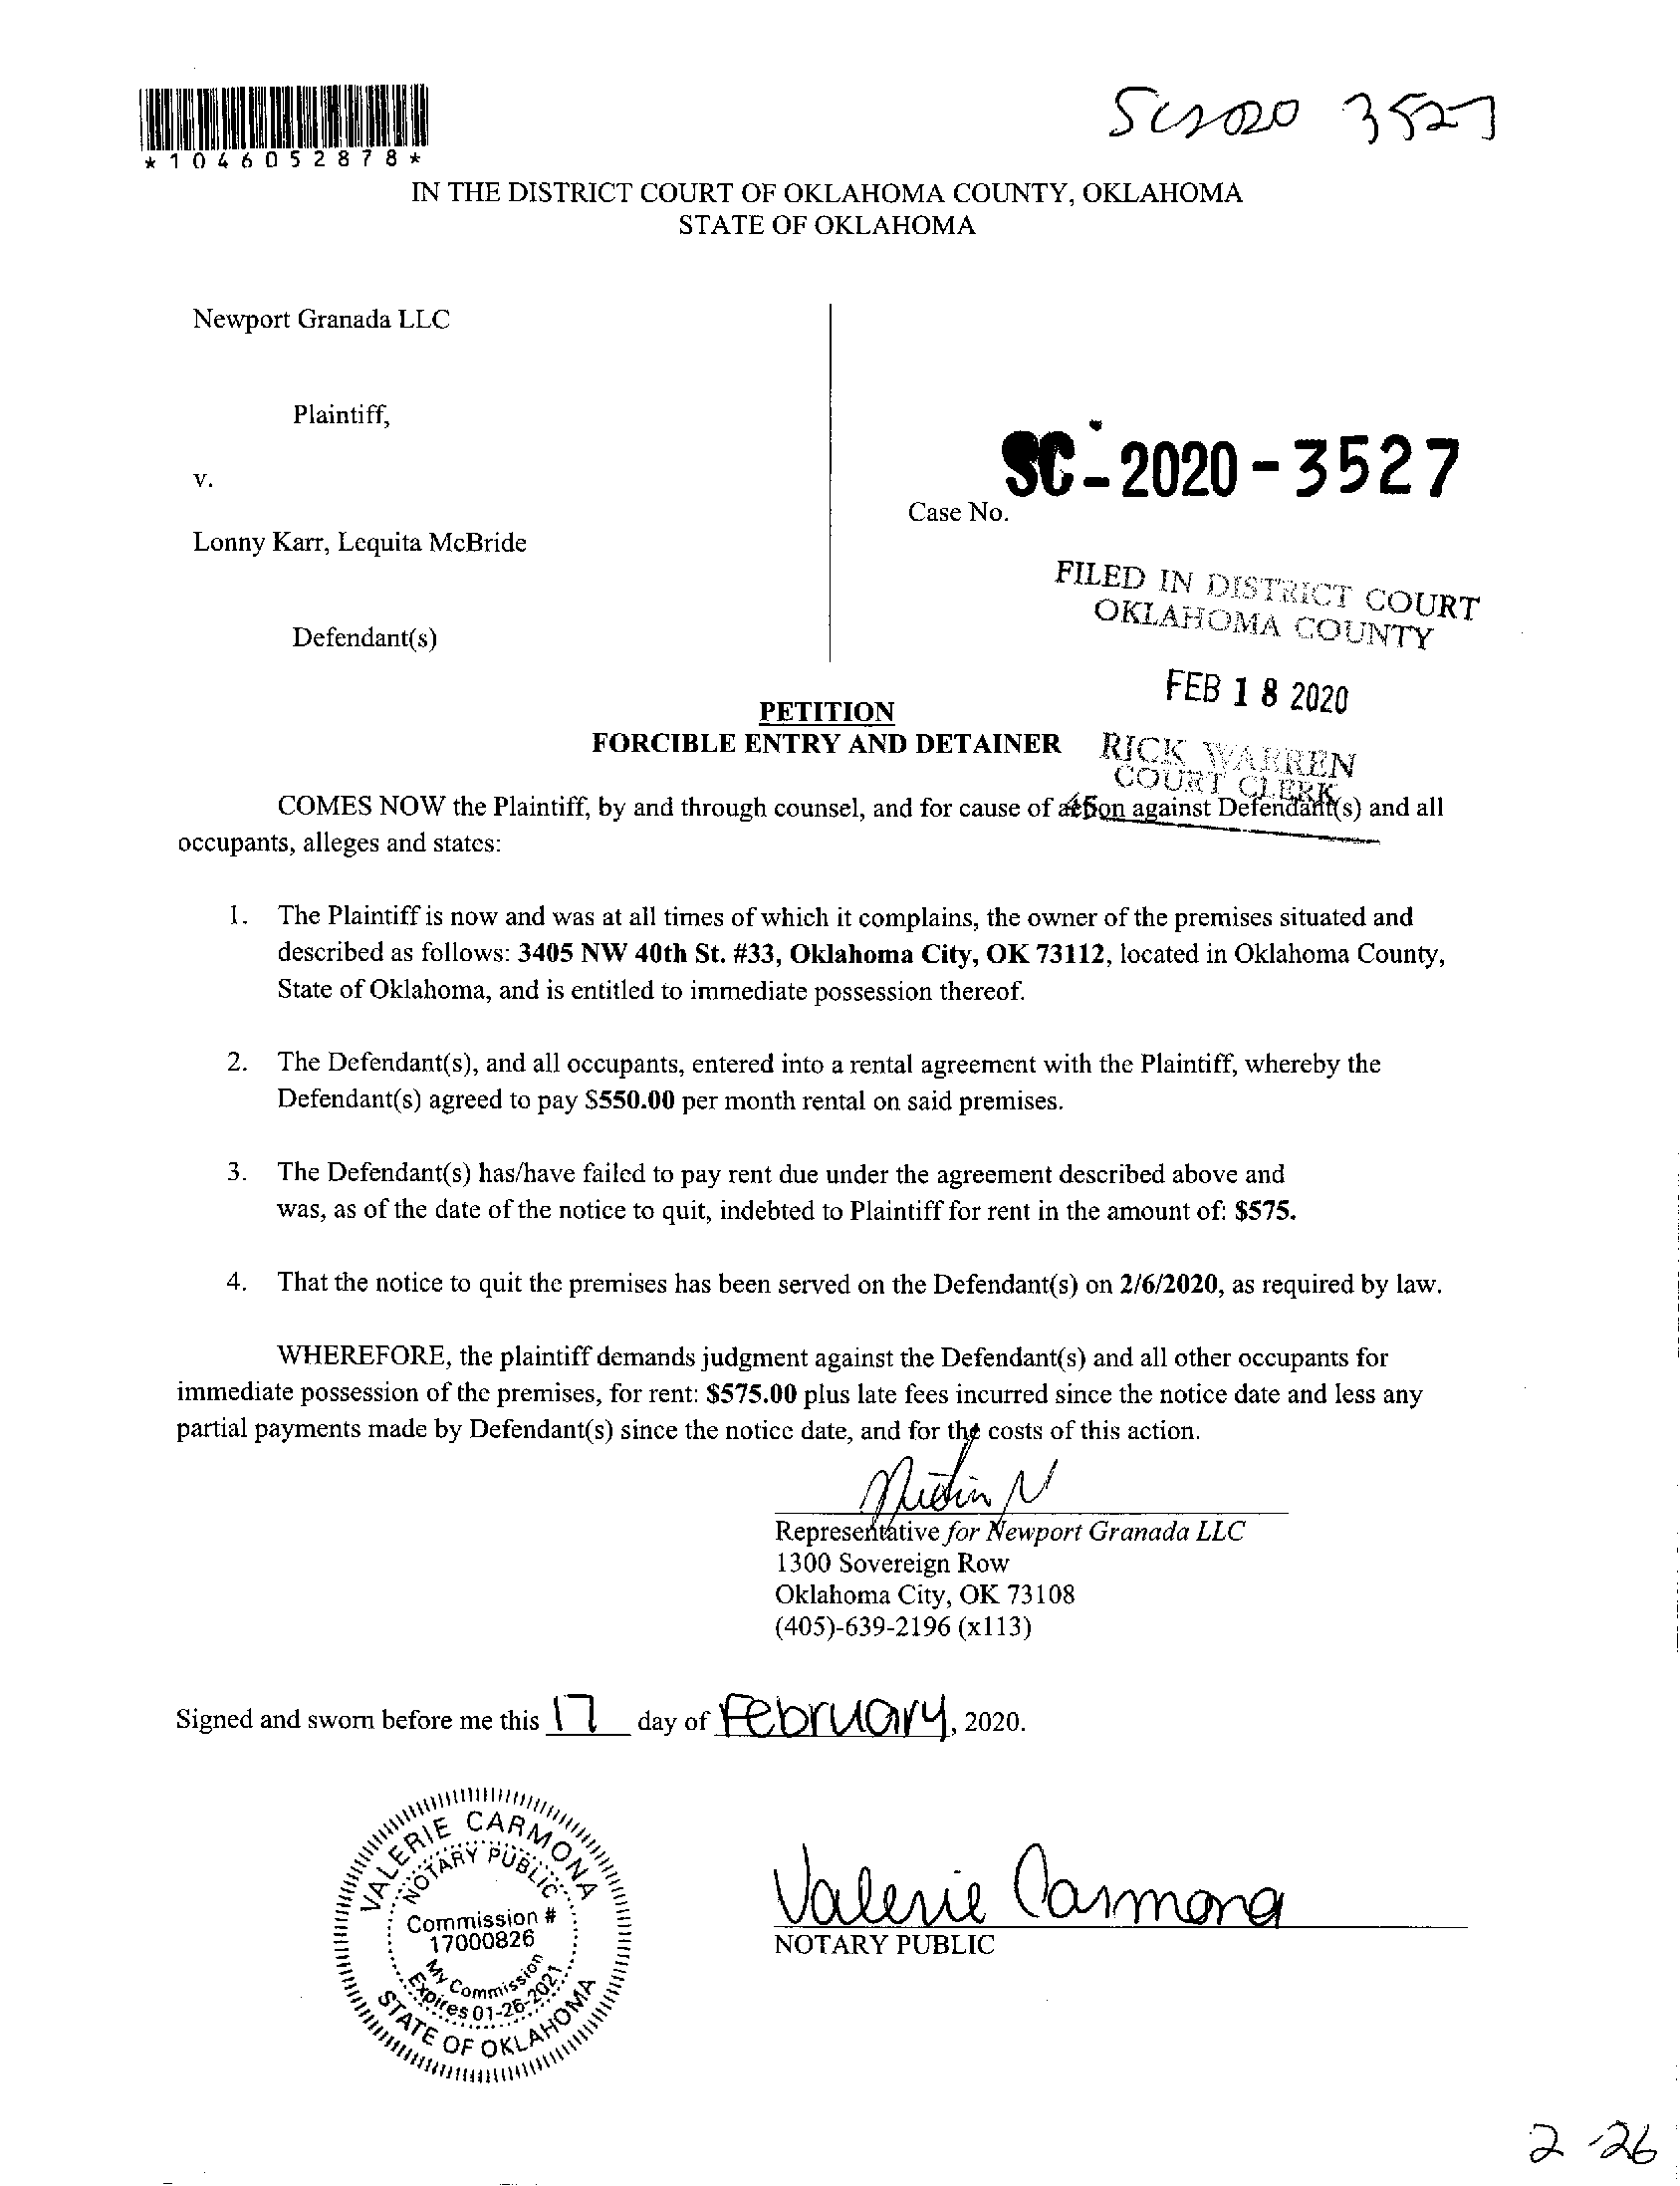 SC2020 3527
*1046052878*
IN THE DISTRICT COURT OF OKLAHOMA COUNTY, OKLAHOMA
STATE OF OKLAHOMA
Newport Granada LLC
Plaintiff,
v.
Lonny Karr, Lequita McBride
Defendant(s)
SC-2020-3527
Case No.
FILED IN DISTRICT COURT
OKLAHOMA COUNTY
FEB 18 2020
RICK WARREN
COURT CLERK
PETITION
FORCIBLE ENTRY AND DETAINER
COMES NOW the Plaintiff, by and through counsel, and for cause of action against Defendant(s) and all
occupants, alleges and states:
1. The Plaintiff is now and was at all times of which it complains, the owner of the premises situated and
described as follows: 3405 NW 40th St. #33, Oklahoma City, OK 73112, located in Oklahoma County,
State of Oklahoma, and is entitled to immediate possession thereof.
2. The Defendant(s), and all occupants, entered into a rental agreement with the Plaintiff, whereby the
Defendant(s) agreed to pay $550.00 per month rental on said premises.
3. The Defendant(s) has/have failed to pay rent due under the agreement described above and
was, as of the date of the notice to quit, indebted to Plaintiff for rent in the amount of: $575.
4. That the notice to quit the premises has been served on the Defendant(s) on 2/6/2020, as required by law.
WHEREFORE, the plaintiff demands judgment against the Defendant(s) and all other occupants for
immediate possession of the premises, for rent: $575.00 plus late fees incurred since the notice date and less any
partial payments made by Defendant(s) since the notice date, and for the costs of this action.
Representative for Newport Granada LLC
1300 Sovereign Row
Oklahoma City, OK 73108
(405)-639-2196 (x113)
Signed and sworn before me this 17 day of February, 2020.
VALERIE CARMONA
NOTARY PUBLIC
Commission #
17000826
My Commission
Expires 01-26-2021
STATE OF OKLAHOMA
Valerie Carmona
NOTARY PUBLIC
2-26